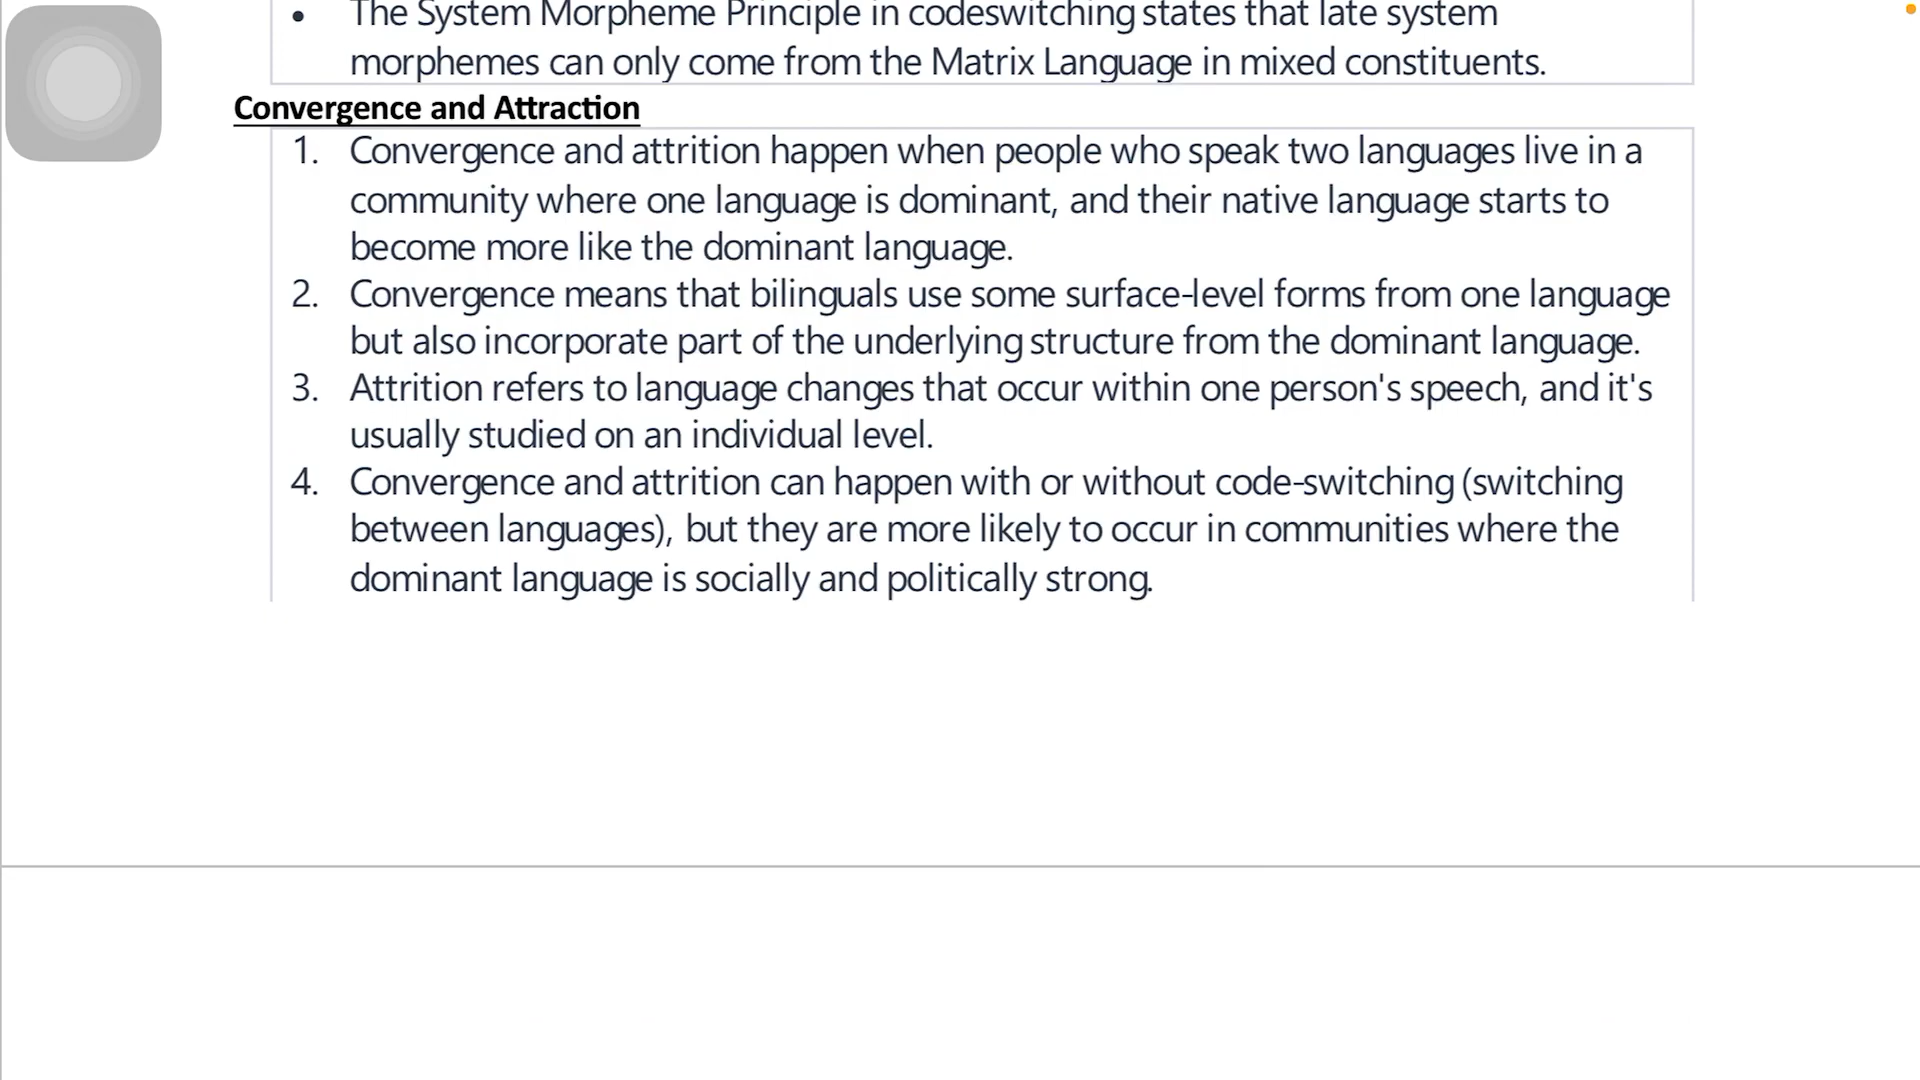 • The System Morpheme Principle in codeswitching states that late system
morphemes can only come from the Matrix Language in mixed constituents.
Convergence and Attraction
1. Convergence and attrition happen when people who speak two languages live in a
community where one language is dominant, and their native language starts to
become more like the dominant language.
2. Convergence means that bilinguals use some surface-level forms from one language
but also incorporate part of the underlying structure from the dominant language.
3. Attrition refers to language changes that occur within one person's speech, and it's
usually studied on an individual level.
4. Convergence and attrition can happen with or without code-switching (switching
between languages), but they are more likely to occur in communities where the
dominant language is socially and politically strong.